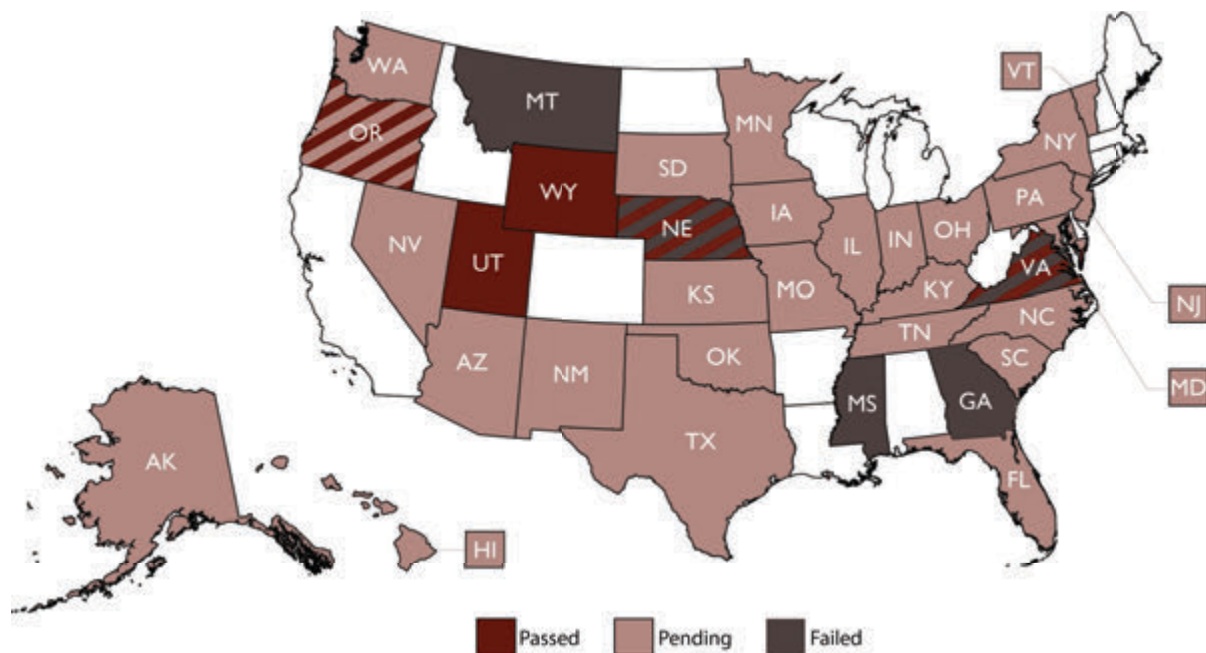 WA
VT
MT
OR
MN
NY
SD
WY
PA
IA
NE
OH
IL
IN
NV
UT
VA
KS
MO
KY
NJ
NC
TN
OK
AZ
NM
SC
MD
MS
GA
TX
AK
FL
HI
Passed
Pending
Failed